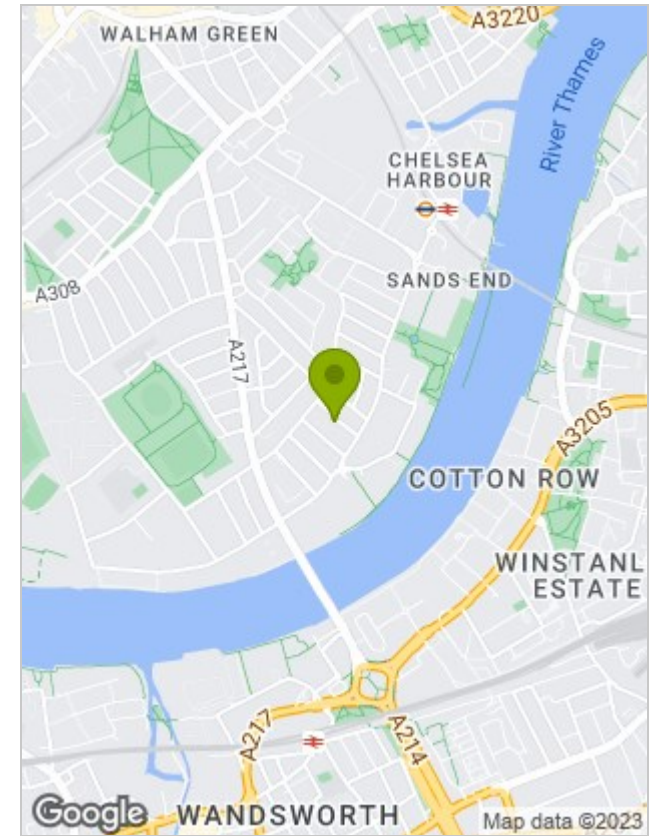 A3220
WALHAM GREEN
River Thames
CHELSEA
HARBOUR
SANDS END
A308
A217
A3205
COTTON ROW
WINSTANL
ESTATE
A217
A214
Google
WANDSWORTH
Map data ©2023